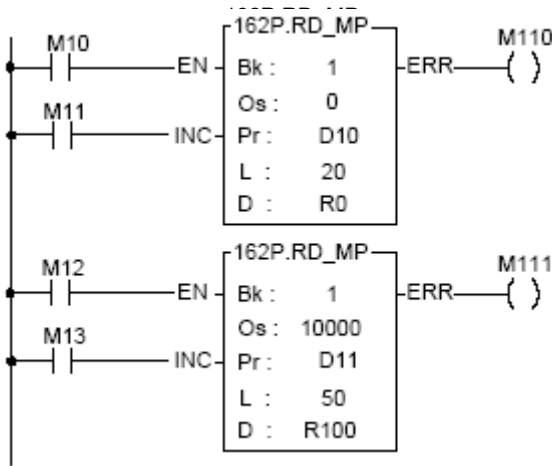 162P.RD_MP
M10
EN
Bk : 1
ERR
M110
( )
M11
INC
Os : 0
Pr : D10
L : 20
D : R0
162P.RD_MP
M12
EN
Bk : 1
ERR
M111
( )
M13
INC
Os : 10000
Pr : D11
L : 50
D : R100